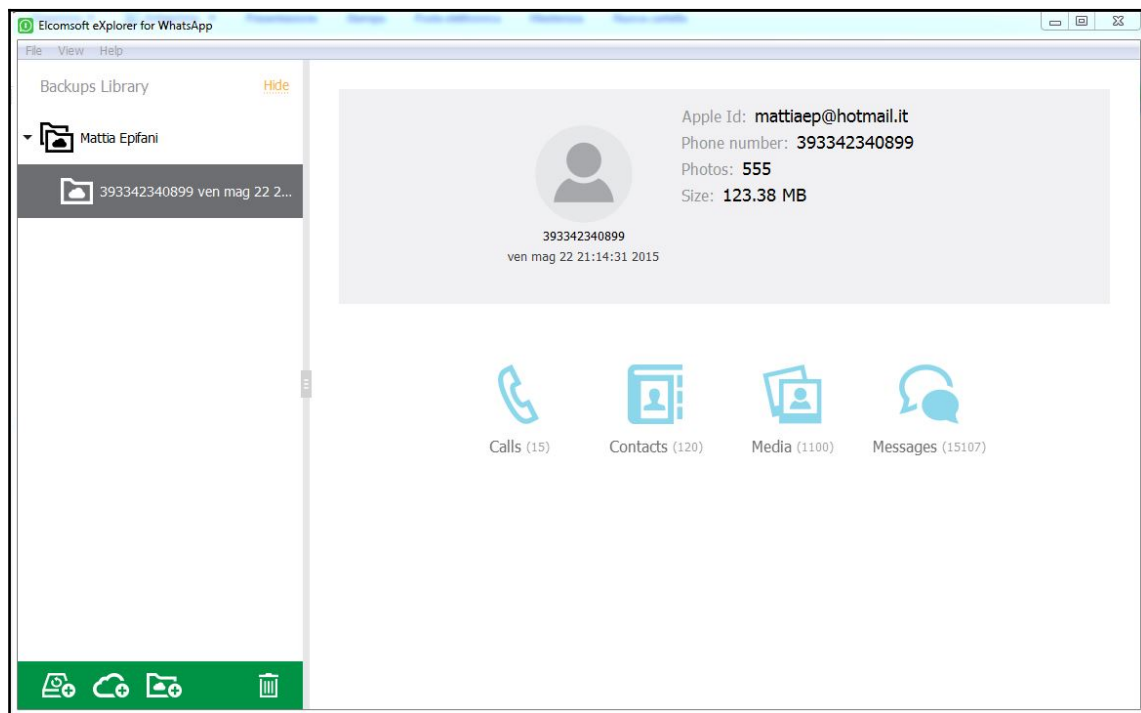 Elcomsoft eXplorer for WhatsApp
File View Help
Backups Library Hide
Mattia Epifani
393342340899 ven mag 22 2...
Apple Id: mattiaep@hotmail.it
Phone number: 393342340899
Photos: 555
Size: 123.38 MB
393342340899
ven mag 22 21:14:31 2015
Calls (15) Contacts (120) Media (1100) Messages (15107)